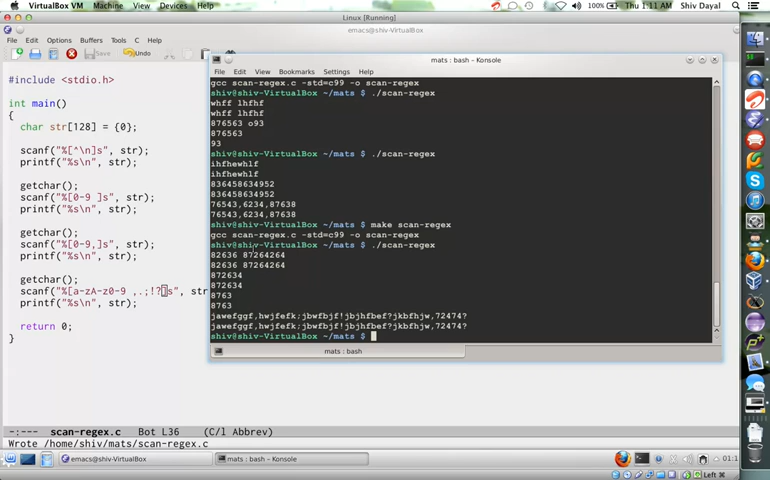 VirtualBox VM Machine View Devices Help 100% Thu 1:11 AM Shiv Dayal
Linux [Running]
emacs@shiv-VirtualBox
File Edit Options Buffers Tools C Help
Save Undo
#include <stdio.h>
int main()
{
char str[128] = {0};
scanf("%[^\n]s", str);
printf("%s\n", str);
getchar();
scanf("%[0-9 ]s", str);
printf("%s\n", str);
getchar();
scanf("%[0-9,]s", str);
printf("%s\n", str);
getchar();
scanf("%[a-zA-z0-9 ,.;!?]s", str
printf("%s\n", str);
return 0;
}
-:--- scan-regex.c Bot L36 (C/l Abbrev)
Wrote /home/shiv/mats/scan-regex.c
mats : bash - Konsole
File Edit View Bookmarks Settings Help
gcc scan-regex.c -std=c99 -o scan-regex
shiv@shiv-VirtualBox ~/mats $ ./scan-regex
whff lhfhf
whff lhfhf
876563 o93
876563
93
shiv@shiv-VirtualBox ~/mats $ ./scan-regex
ihfhewhlf
ihfhewhlf
836458634952
836458634952
76543,6234,87638
76543,6234,87638
shiv@shiv-VirtualBox ~/mats $ make scan-regex
gcc scan-regex.c -std=c99 -o scan-regex
shiv@shiv-VirtualBox ~/mats $ ./scan-regex
82636 87264264
82636 87264264
872634
872634
8763
8763
jawefggf,hwjfefk;jbwfbjf!jbjhfbef?jkbfhjw,72474?
jawefggf,hwjfefk;jbwfbjf!jbjhfbef?jkbfhjw,72474?
shiv@shiv-VirtualBox ~/mats $
mats : bash
emacs@shiv-VirtualBox mats : bash - Konsole
Left ⌘